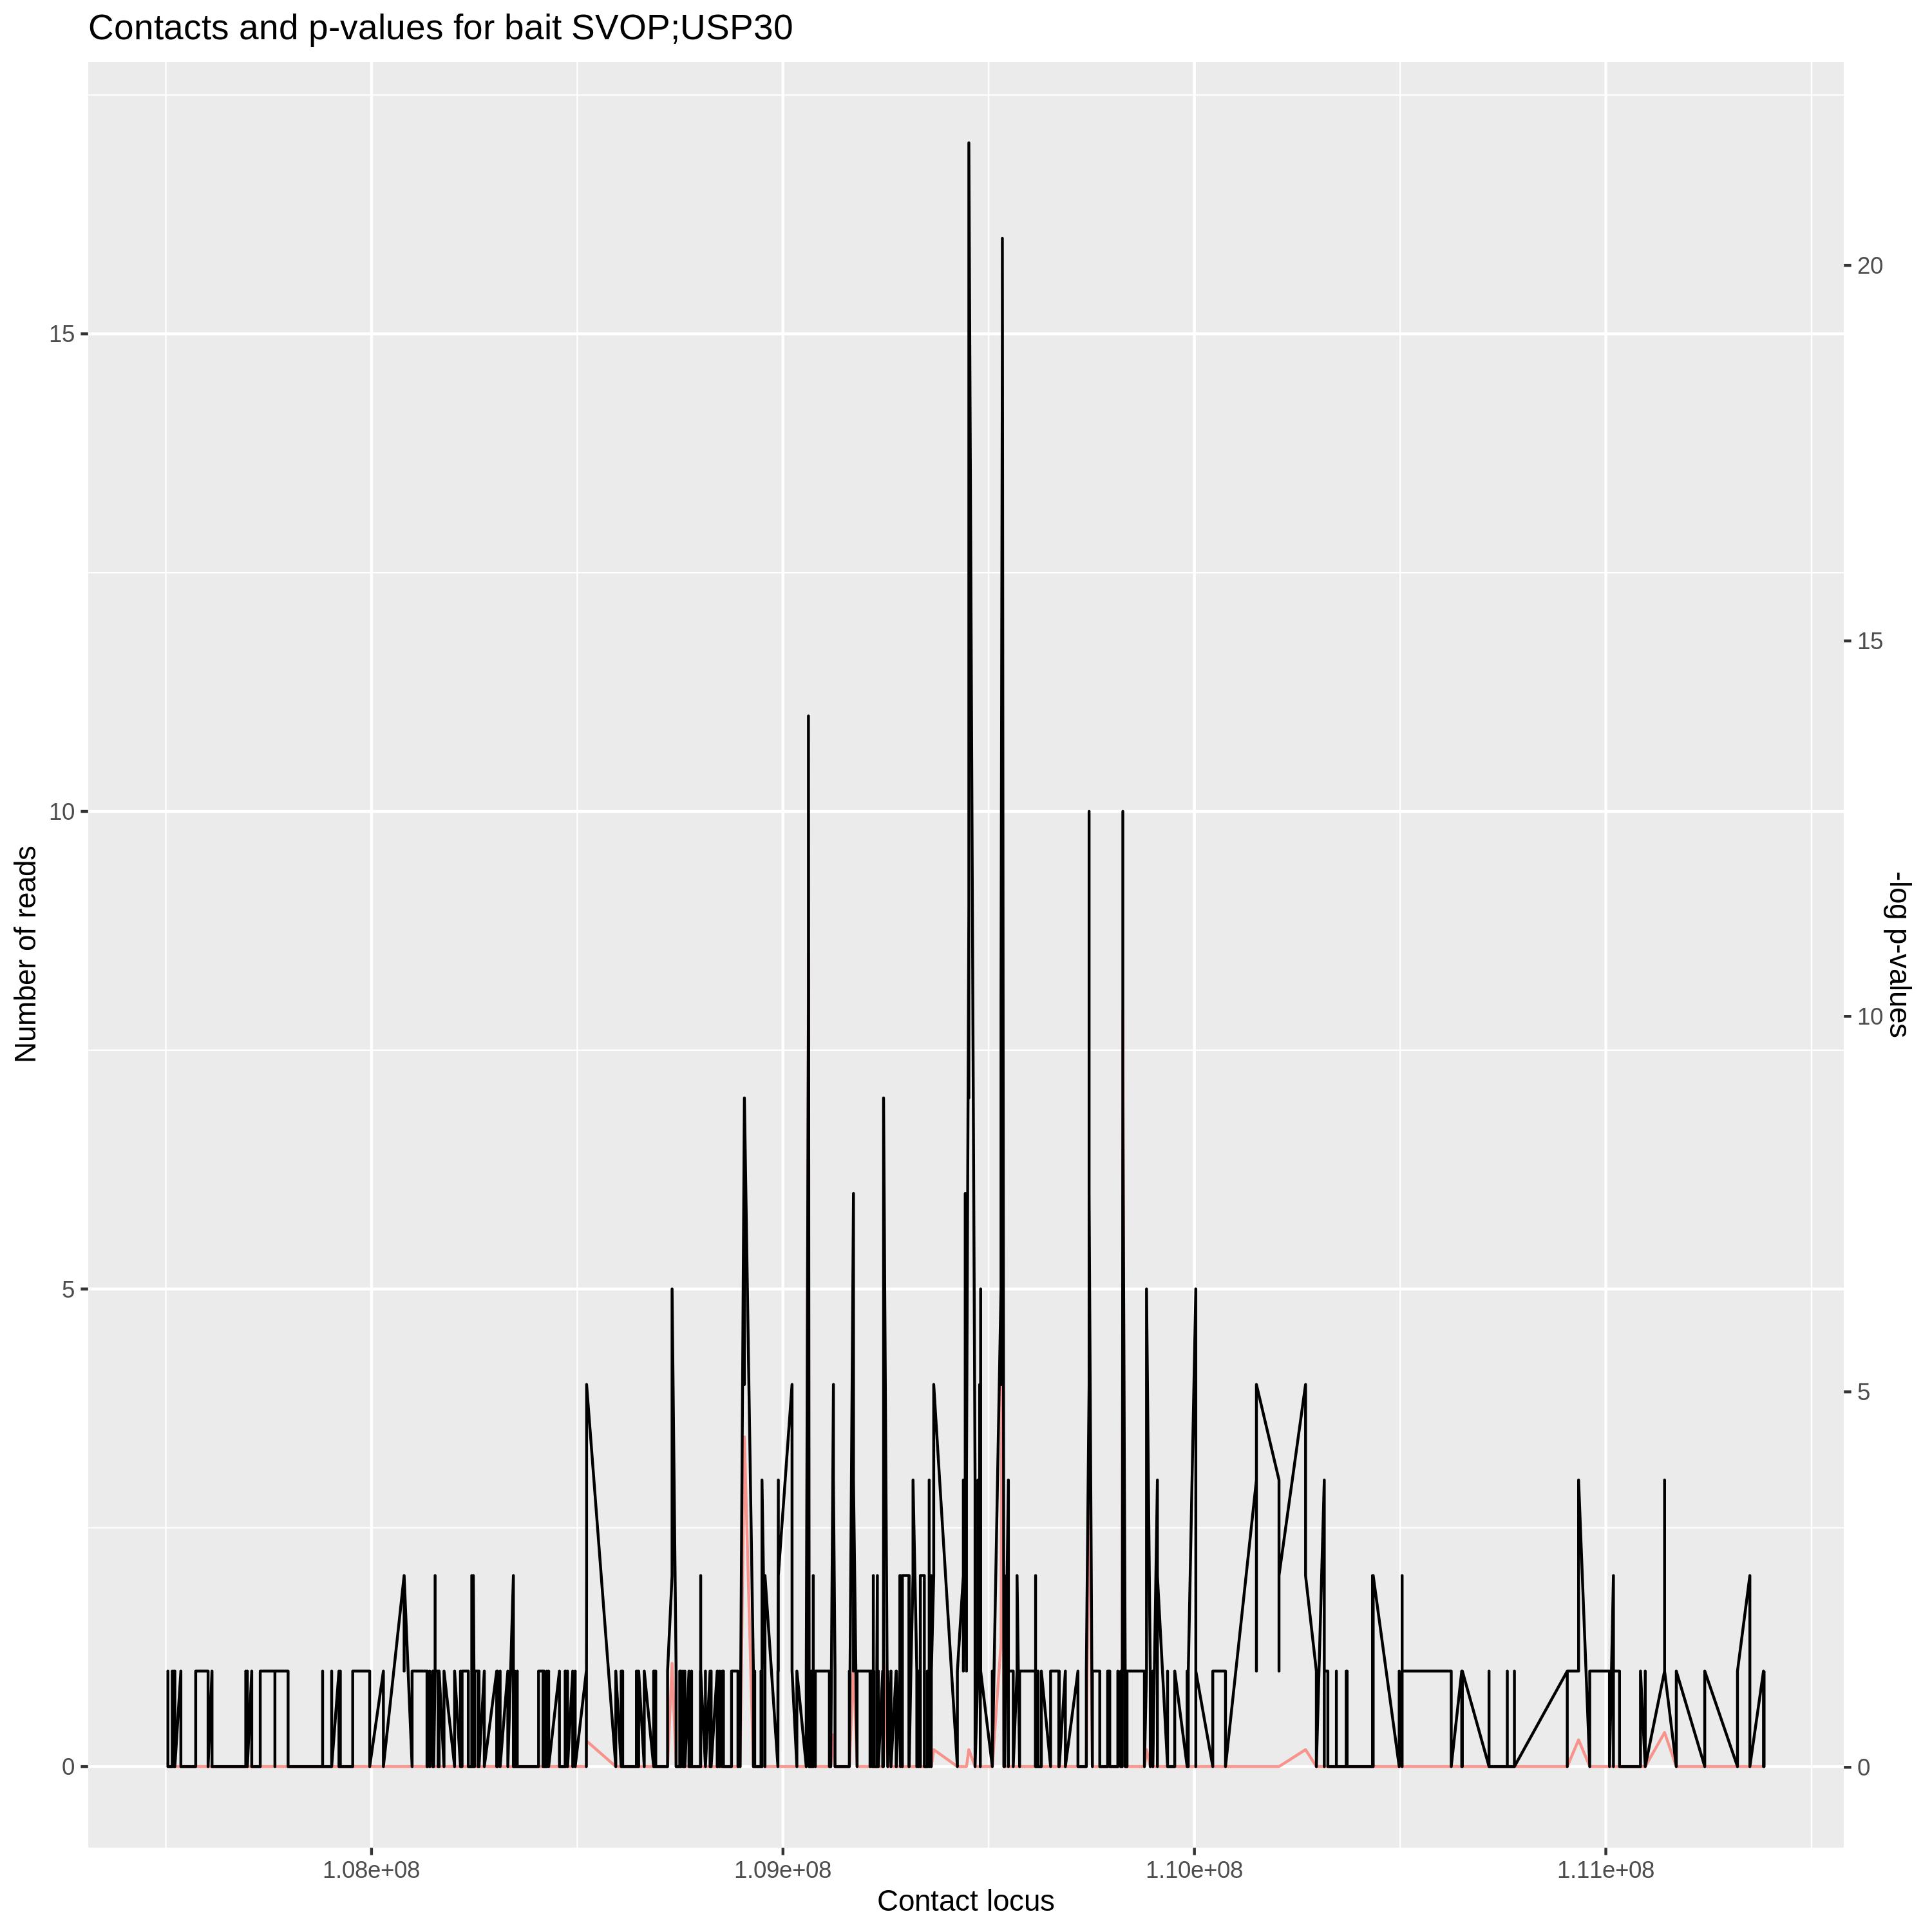 Contacts and p-values for bait SVOP;USP30
Number of reads
15
10
5
0
20
15
10
5
0
-log p-values
1.08e+08
1.09e+08
1.10e+08
1.11e+08
Contact locus